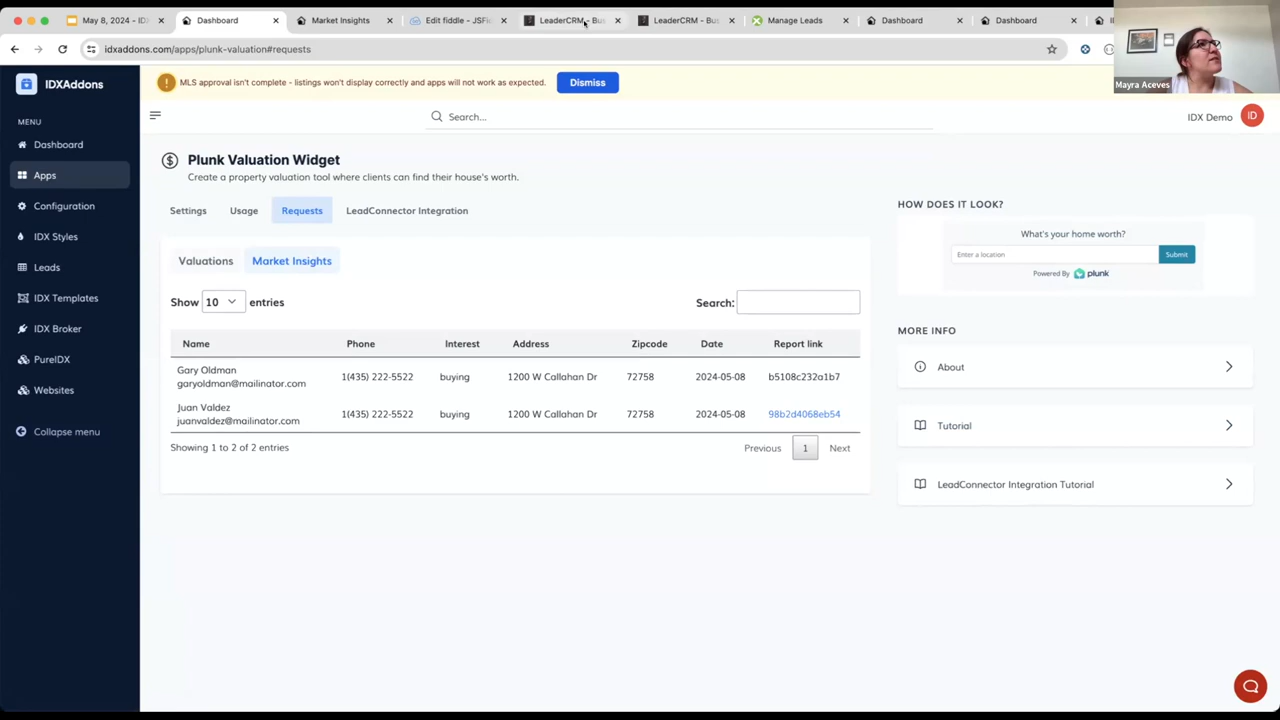 May 8, 2024 - ID
Dashboard
Market Insights
Edit fiddle - JSFi
LeaderCRM - Bus
LeaderCRM - Bus
Manage Leads
Dashboard
Dashboard
idxaddons.com/apps/plunk-valuation#requests
Mayra Aceves
IDXAddons
MLS approval isn't complete - listings won't display correctly and apps will not work as expected.
Dismiss
MENU
Dashboard
Apps
Configuration
IDX Styles
Leads
IDX Templates
IDX Broker
PureIDX
Websites
Collapse menu
Search...
IDX Demo
ID
Plunk Valuation Widget
Create a property valuation tool where clients can find their house's worth.
Settings
Usage
Requests
LeadConnector Integration
Valuations
Market Insights
Show 10 entries
Search:
Name Phone Interest Address Zipcode Date Report link
Gary Oldman
garyoldman@mailinator.com
1(435) 222-5522 buying 1200 W Callahan Dr 72758 2024-05-08 b5108c232a1b7
Juan Valdez
juanvaldez@mailinator.com
1(435) 222-5522 buying 1200 W Callahan Dr 72758 2024-05-08 98b2d4068eb54
Showing 1 to 2 of 2 entries
Previous 1 Next
HOW DOES IT LOOK?
What's your home worth?
Enter a location
Submit
Powered By plunk
MORE INFO
About
Tutorial
LeadConnector Integration Tutorial